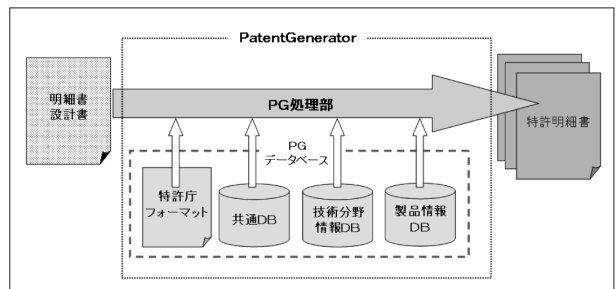 PatentGenerator
明細書
設計書
PG処理部
特許明細書
PG
データベース
特許庁
フォーマット
共通DB
技術分野
情報DB
製品情報
DB